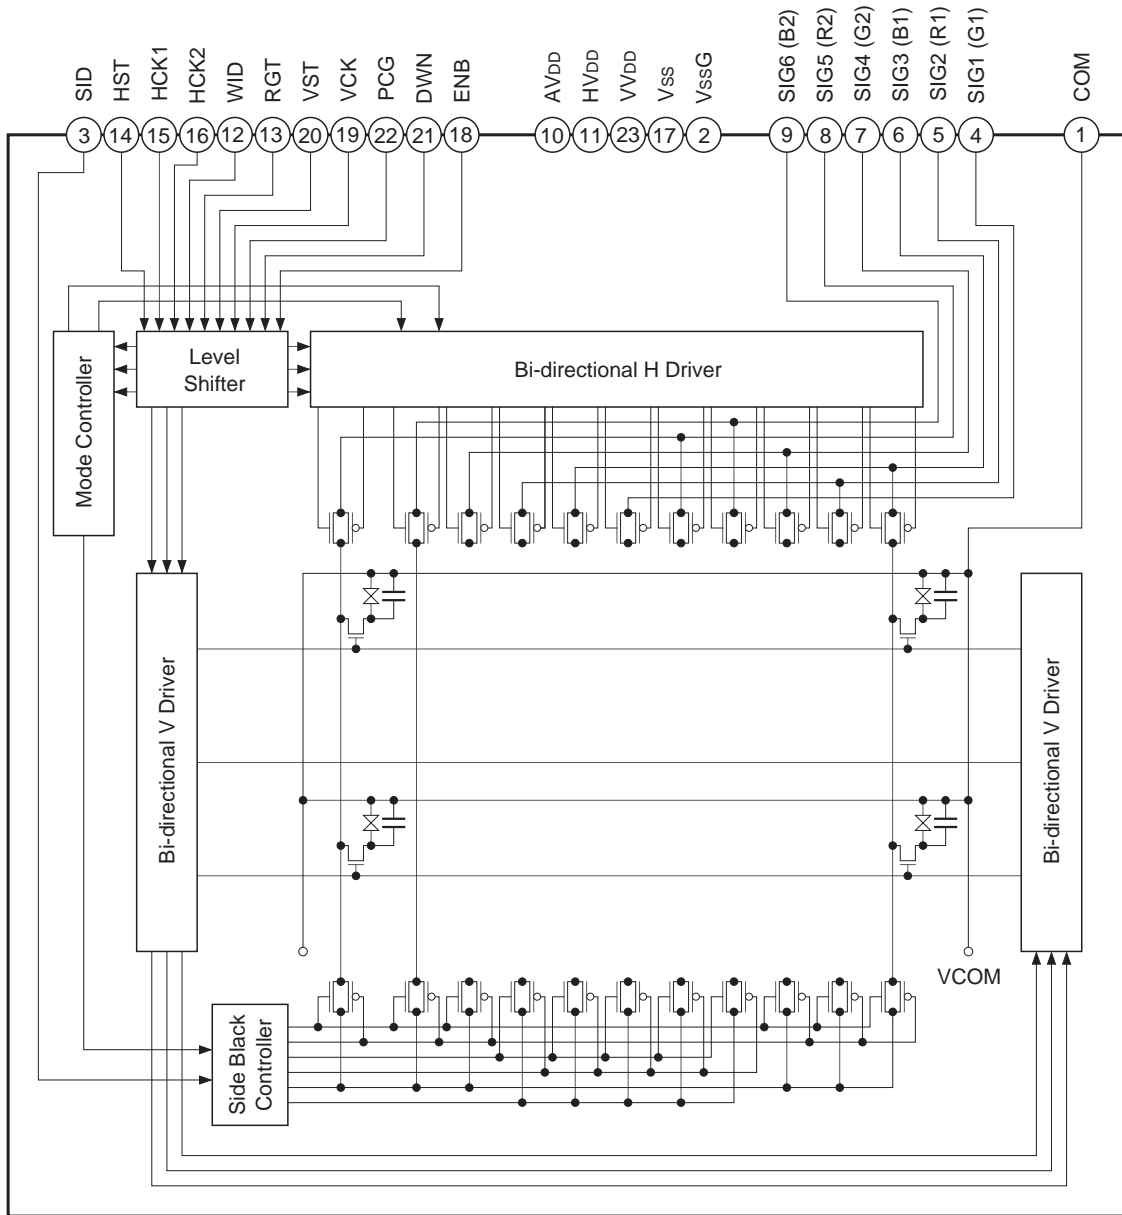 SID
HST
HCK1
HCK2
WID
RGT
VST
VCK
PCG
DWN
ENB
AVDD
HVDD
VVDD
VSS
VSSG
SIG6 (B2)
SIG5 (R2)
SIG4 (G2)
SIG3 (B1)
SIG2 (R1)
SIG1 (G1)
COM
3 14 15 16 12 13 20 19 22 21 18 10 11 23 17 2 9 8 7 6 5 4 1
Mode Controller
Level
Shifter
Bi-directional H Driver
Bi-directional V Driver
Bi-directional V Driver
VCOM
Side Black
Controller